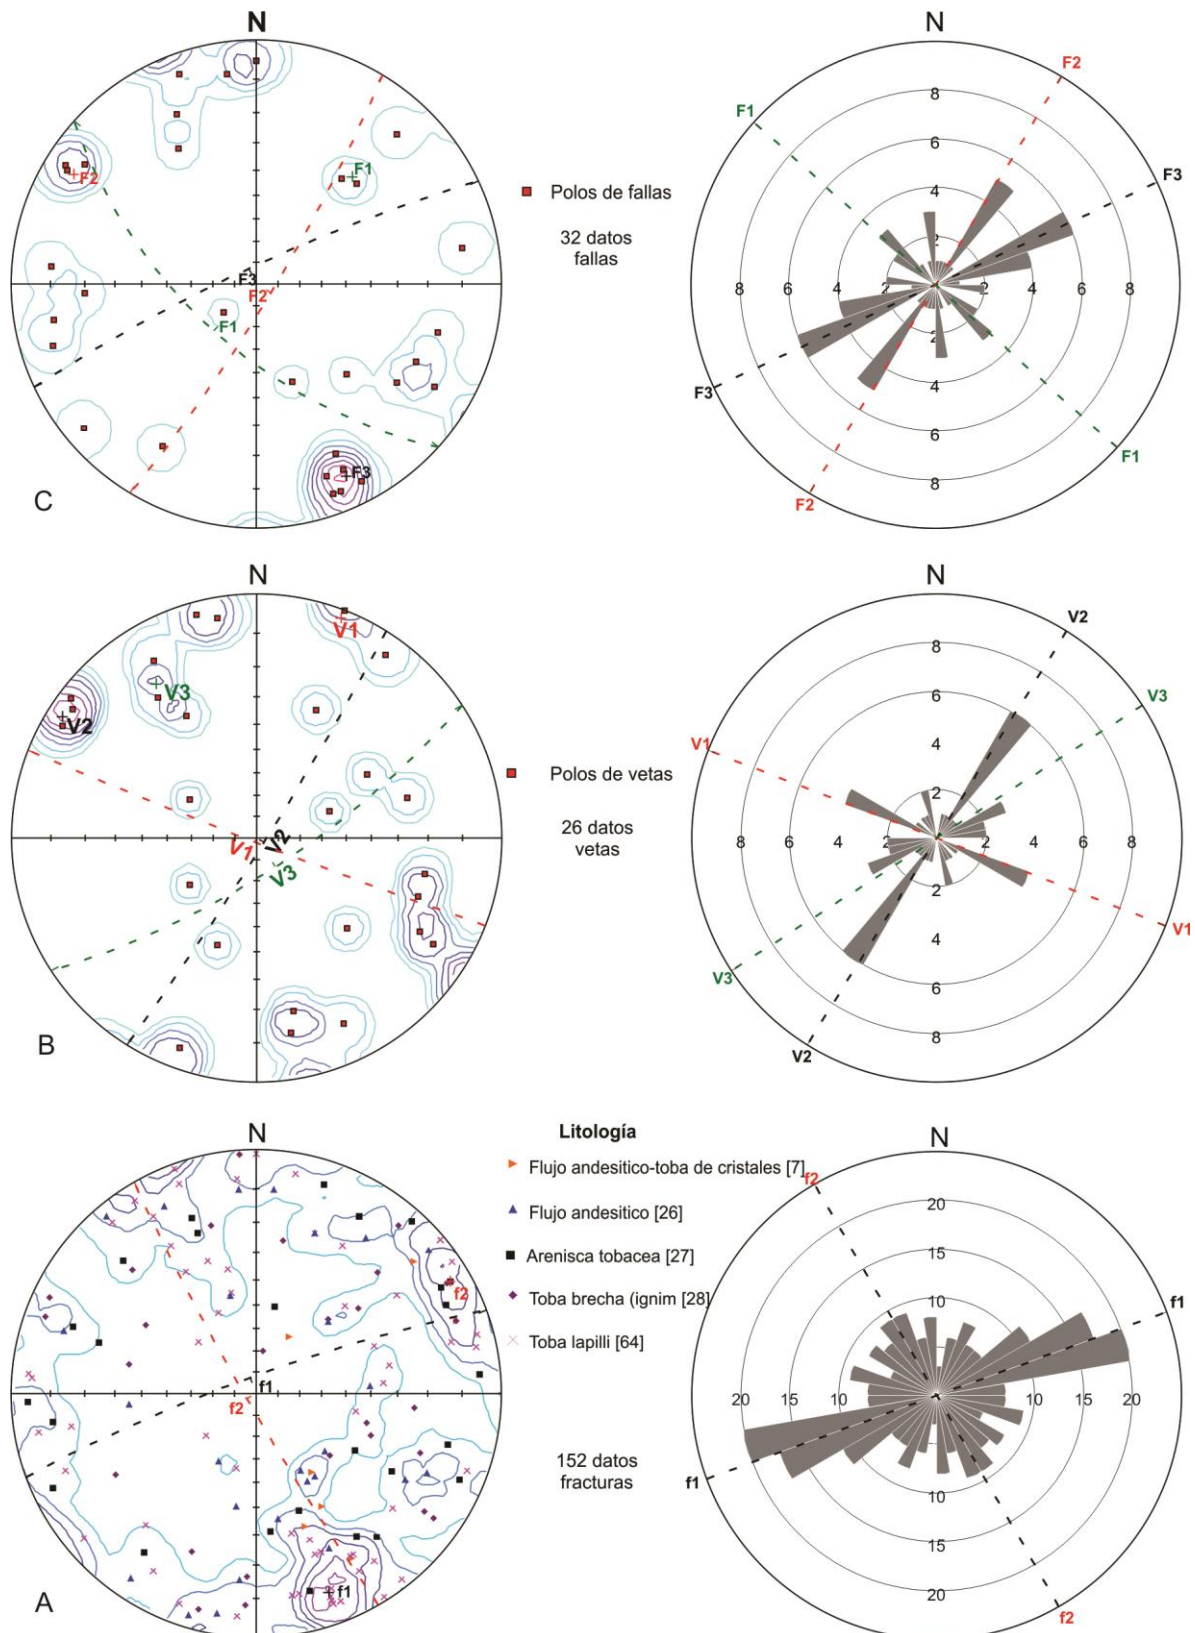 N
F2
F1
F3
F2
F1
F3
C
Polos de fallas
32 datos
fallas
N
F2
F1
F3
8
6
4
2
8 6 4 2 2 4 6 8
2
4
6
8
F3
F2
F1
N
V1
V3
V2
V1
V2
V3
B
Polos de vetas
26 datos
vetas
N
V2
V3
V1
8
6
4
2
8 6 4 2 2 4 6 8
2
4
6
8
V1
V3
V2
N
f2
f1
f2
f1
A
Litología
Flujo andesitico-toba de cristales [7]
Flujo andesitico [26]
Arenisca tobacea [27]
Toba brecha (ignim [28]
Toba lapilli [64]
152 datos
fracturas
N
f2
f1
20
15
10
20 15 10 10 15 20
10
15
20
f1
f2